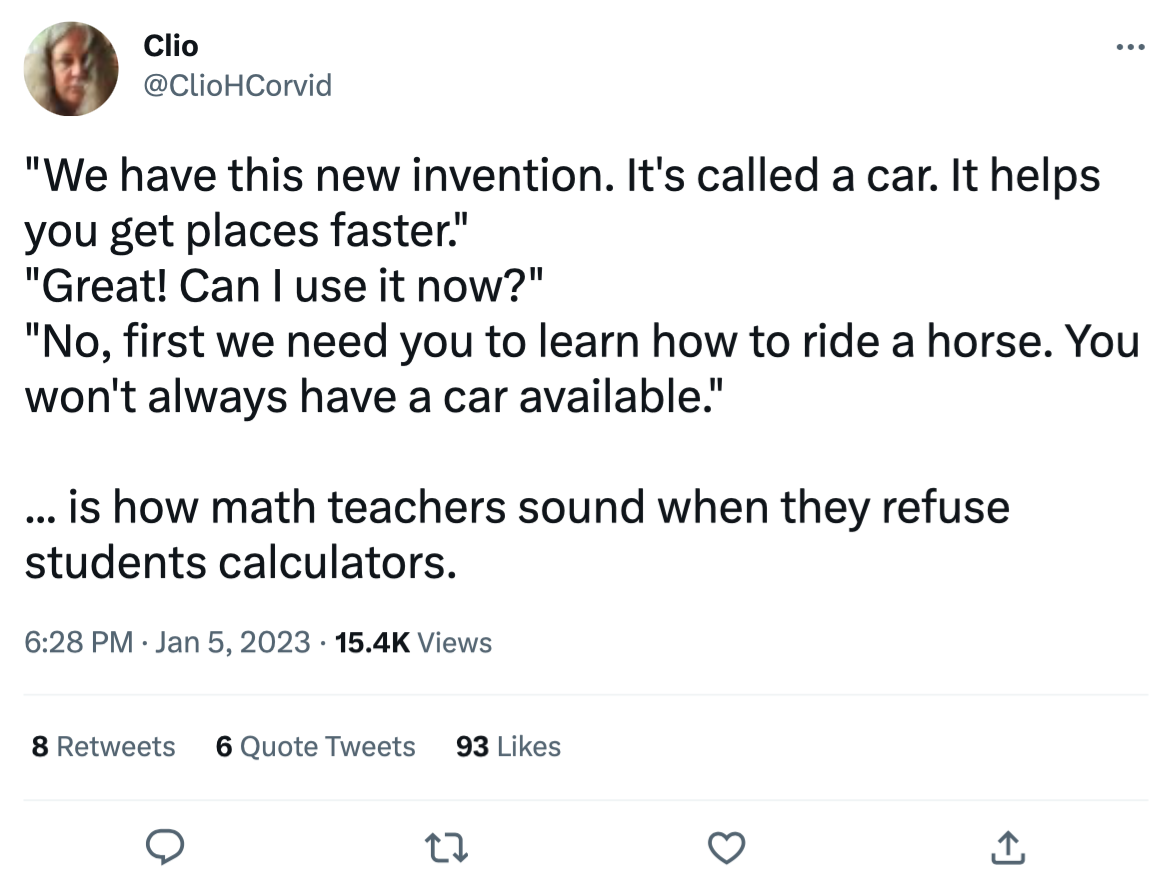 Clio
@ClioHCorvid
"We have this new invention. It's called a car. It helps
you get places faster."
"Great! Can I use it now?"
"No, first we need you to learn how to ride a horse. You
won't always have a car available."
... is how math teachers sound when they refuse
students calculators.
6:28 PM · Jan 5, 2023 · 15.4K Views
8 Retweets 6 Quote Tweets 93 Likes